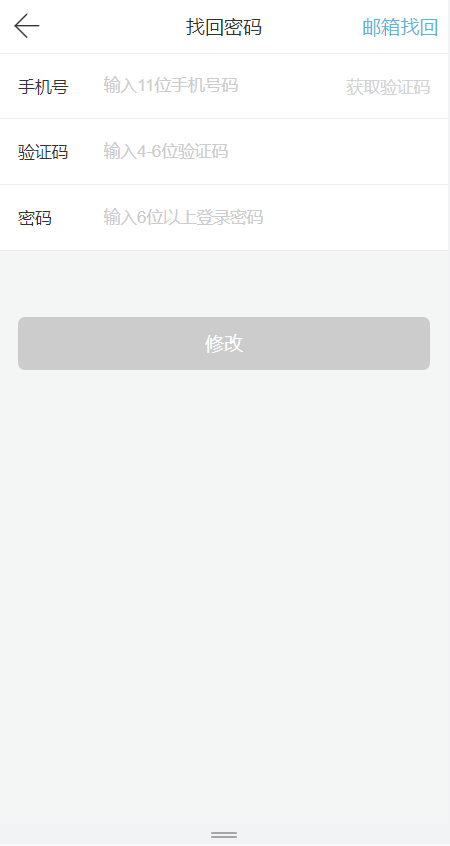 找回密码 邮箱找回
手机号 输入11位手机号码 获取验证码
验证码 输入4-6位验证码
密码 输入6位以上登录密码
修改